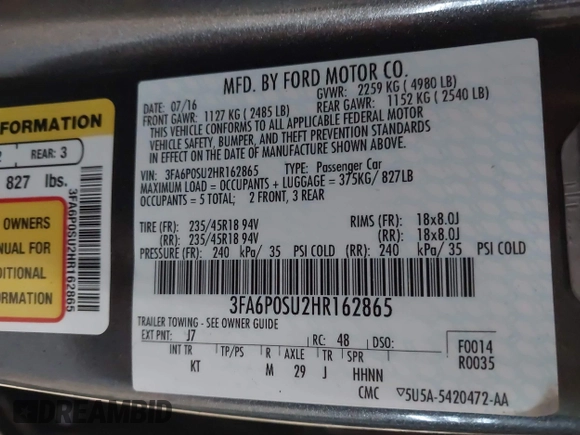 MFD. BY FORD MOTOR CO.
DATE: 07/16 GVWR: 2259 KG ( 4980 LB)
FRONT GAWR: 1127 KG ( 2485 LB) REAR GAWR: 1152 KG ( 2540 LB)
THIS VEHICLE CONFORMS TO ALL APPLICABLE FEDERAL MOTOR
VEHICLE SAFETY, BUMPER, AND THEFT PREVENTION STANDARDS
IN EFFECT ON THE DATE OF MANUFACTURE SHOWN ABOVE.
VIN: 3FA6P0SU2HR162865 TYPE: Passenger Car
MAXIMUM LOAD = OCCUPANTS + LUGGAGE = 375KG/ 827LB
OCCUPANTS = 5 TOTAL; 2 FRONT, 3 REAR
TIRE (FR): 235/45R18 94V RIMS (FR): 18x8.0J
(RR): 235/45R18 94V (RR): 18x8.0J
PRESSURE (FR): 240 kPa/ 35 PSI COLD (RR): 240 kPa/ 35 PSI COLD
3FA6P0SU2HR162865
TRAILER TOWING - SEE OWNER GUIDE
EXT PNT: J7 RC: 48 DSO: F0014
INT TR TP/PS R AXLE TR SPR R0035
KT M 29 J HHNN
CMC 5U5A-5420472-AA
FORMATION
2 REAR: 3
827 lbs.
OWNERS
NUAL FOR
DITIONAL
ORMATION
3FA6P0SU2HR162865
DREAMBID